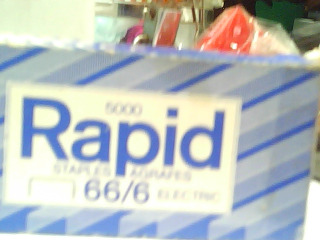 5000
Rapid
STAPLES AGRAFES
66/6 ELECTRIC